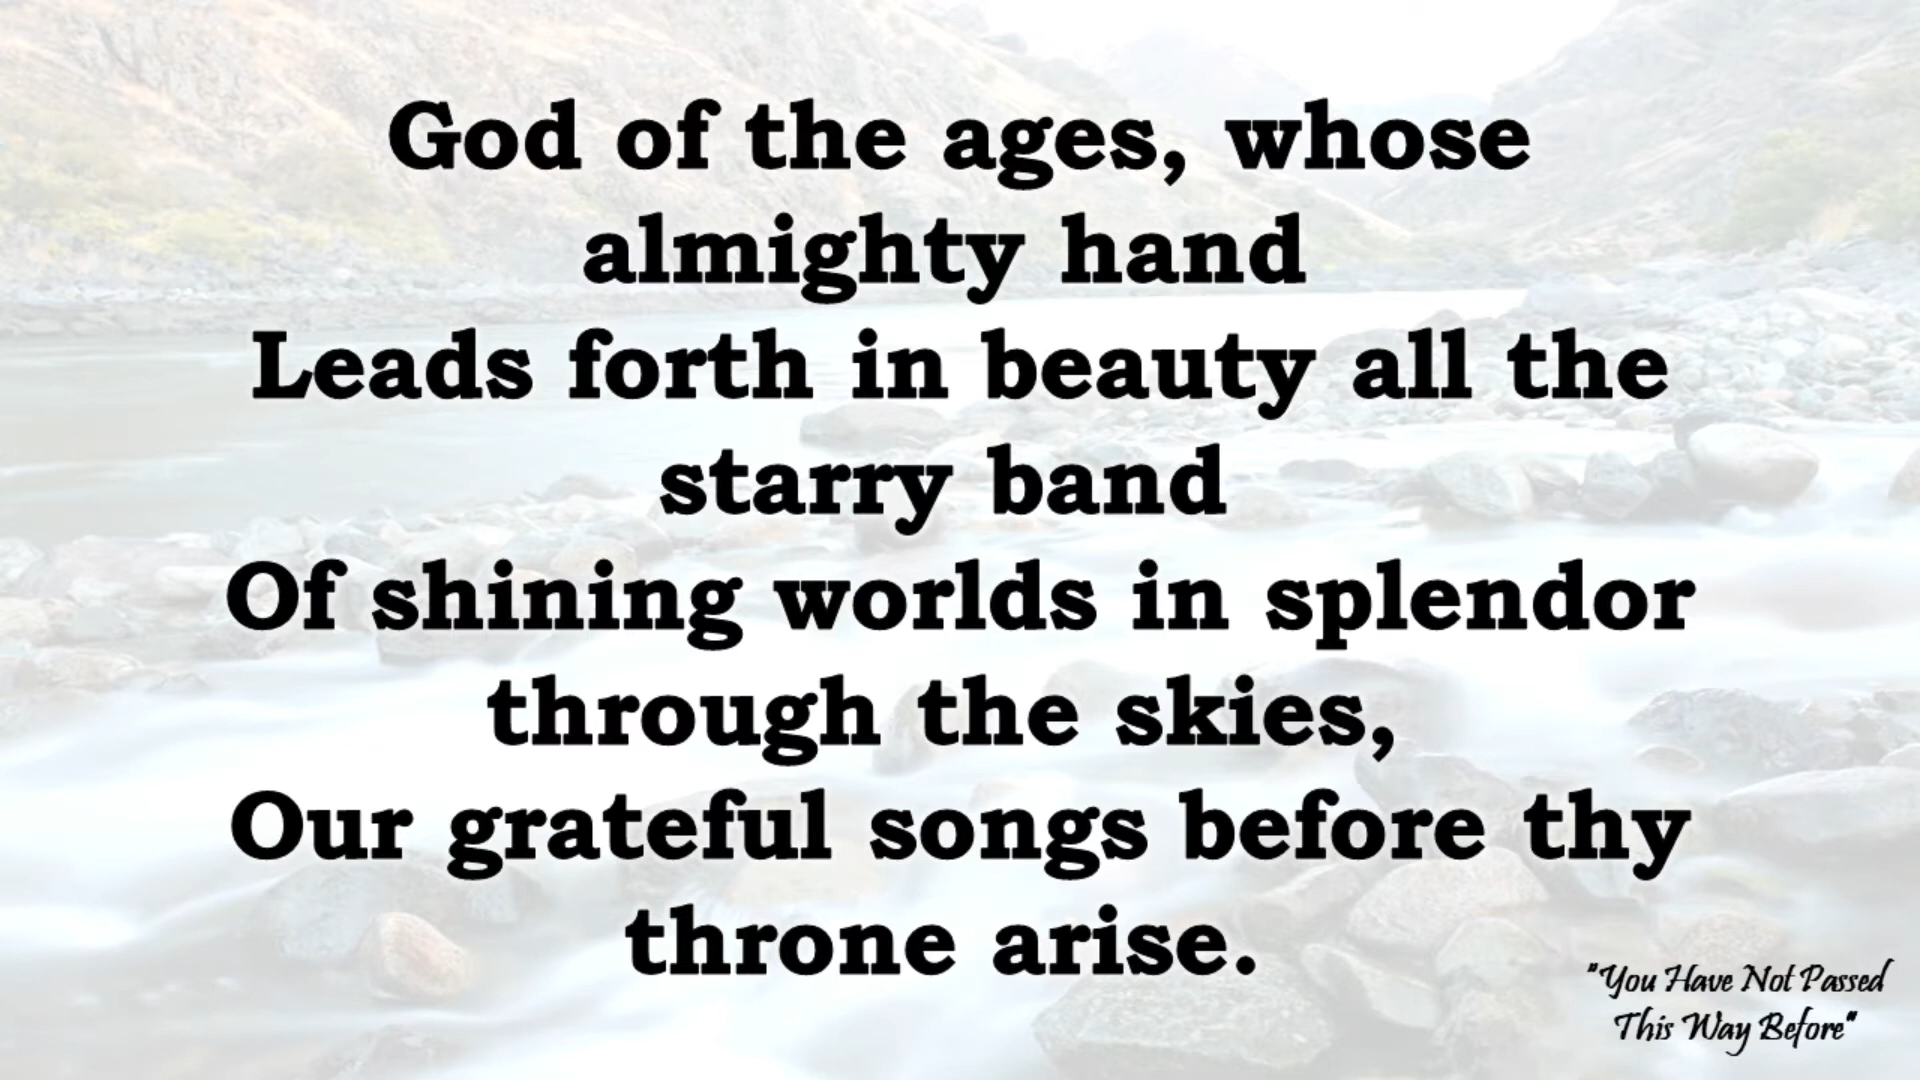 God of the ages, whose
almighty hand
Leads forth in beauty all the
starry band
Of shining worlds in splendor
through the skies,
Our grateful songs before thy
throne arise.
"You Have Not Passed
This Way Before"